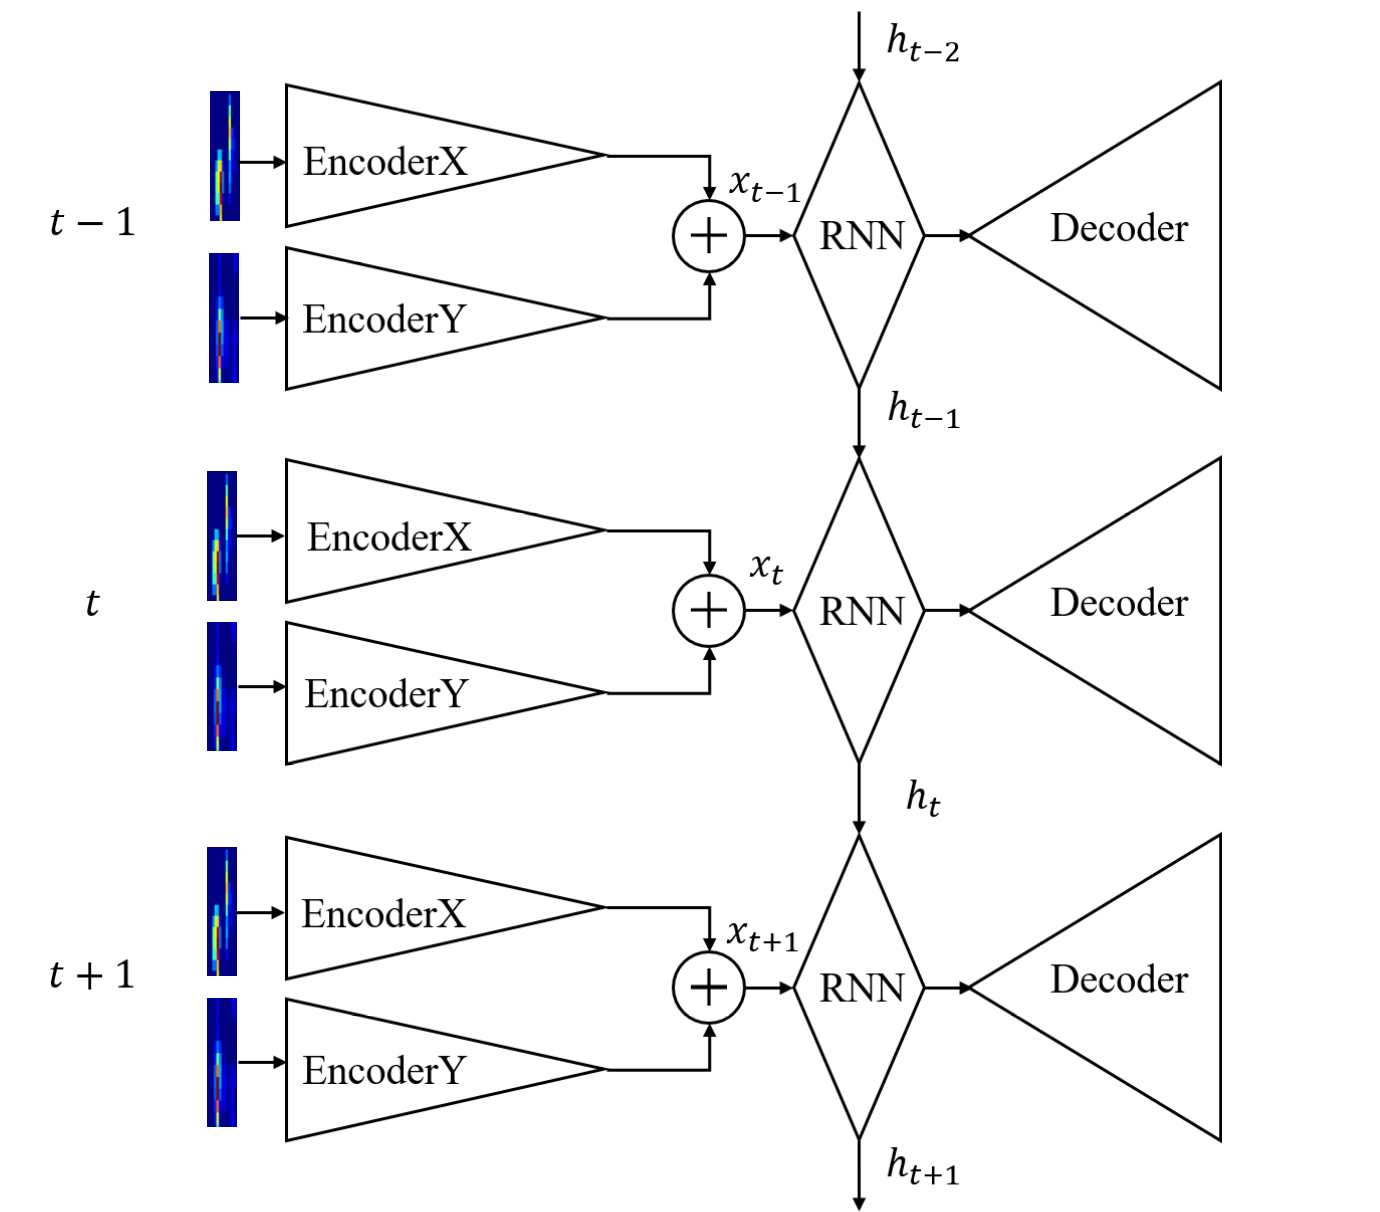 h_{t−2}
EncoderX
x_{t−1}
t − 1
+
RNN
Decoder
EncoderY
h_{t−1}
EncoderX
x_t
t
+
RNN
Decoder
EncoderY
h_t
EncoderX
x_{t+1}
t + 1
+
RNN
Decoder
EncoderY
h_{t+1}